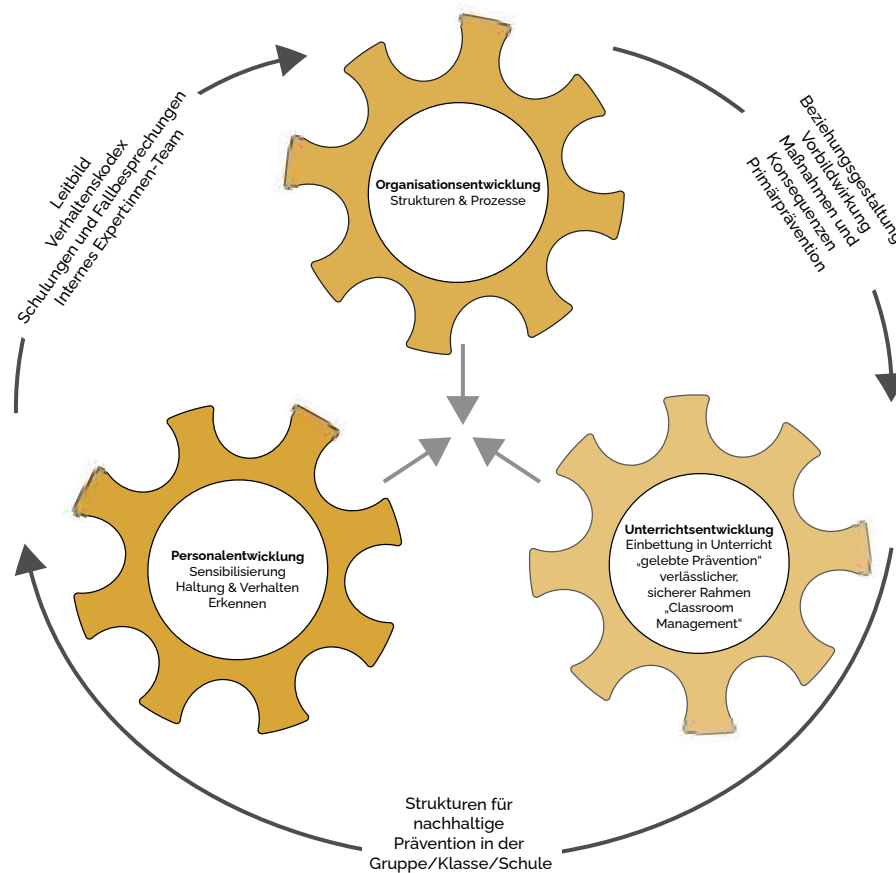 Leitbild
Verhaltenskodex
Schulungen und Fallbesprechungen
Internes Expert:innen-Team
Organisationsentwicklung
Strukturen & Prozesse
Beziehungsgestaltung
Vorbildwirkung
Maßnahmen und
Konsequenzen
Primärprävention
Personalentwicklung
Sensibilisierung
Haltung & Verhalten
Erkennen
Unterrichtsentwicklung
Einbettung in Unterricht
„gelebte Prävention“
verlässlicher,
sicherer Rahmen
„Classroom
Management“
Strukturen für
nachhaltige
Prävention in der
Gruppe/Klasse/Schule